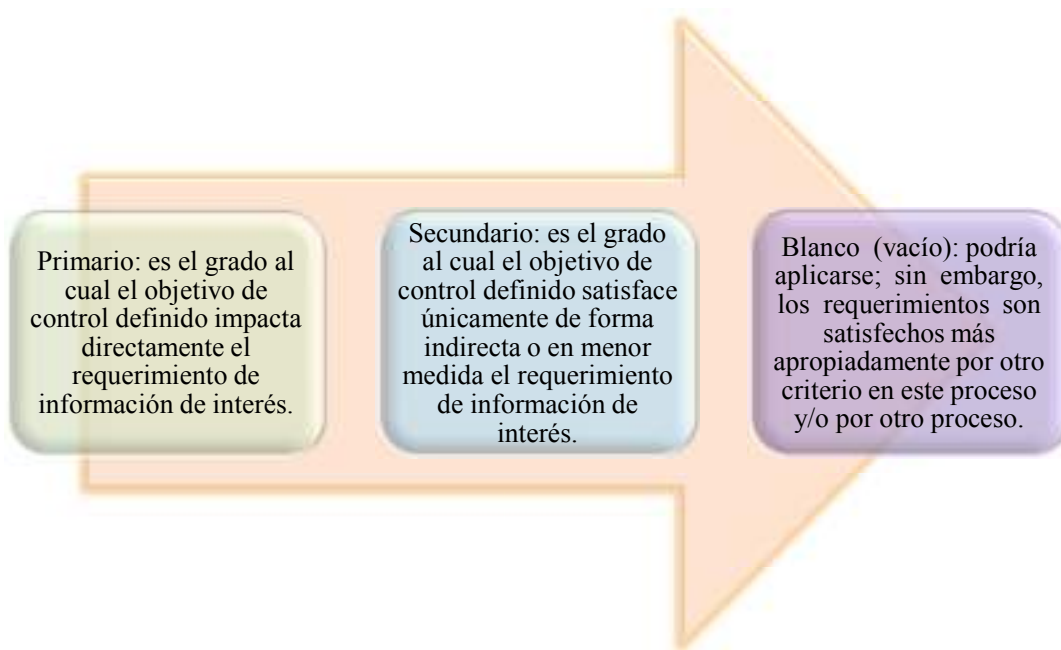 Primario: es el grado al
cual el objetivo de
control definido impacta
directamente el
requerimiento de
información de interés.
Secundario: es el grado
al cual el objetivo de
control definido satisface
únicamente de forma
indirecta o en menor
medida el requerimiento
de información de
interés.
Blanco (vacío): podría
aplicarse; sin embargo,
los requerimientos son
satisfechos más
apropiadamente por otro
criterio en este proceso
y/o por otro proceso.